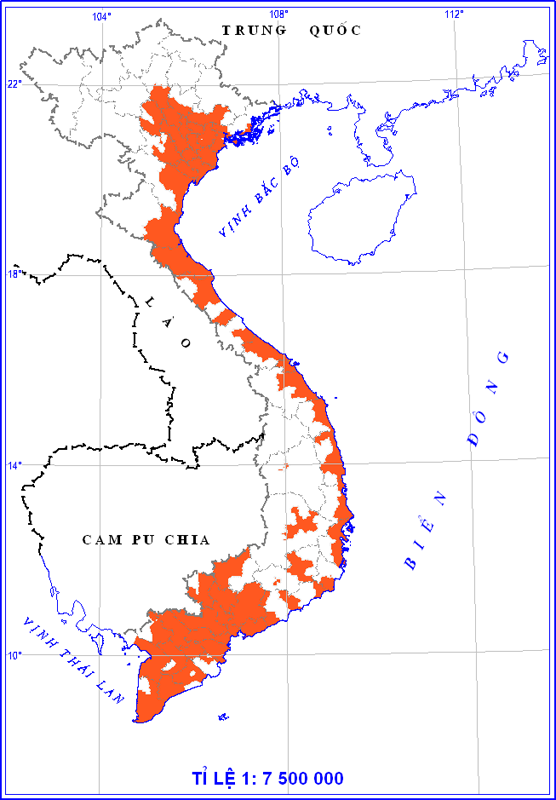 104°
108°
112°
TRUNG QUỐC
22°
VỊNH BẮC BỘ
18°
LÀO
BIỂN ĐÔNG
14°
CAM PU CHIA
VỊNH THÁI LAN
10°
TỈ LỆ 1: 7 500 000